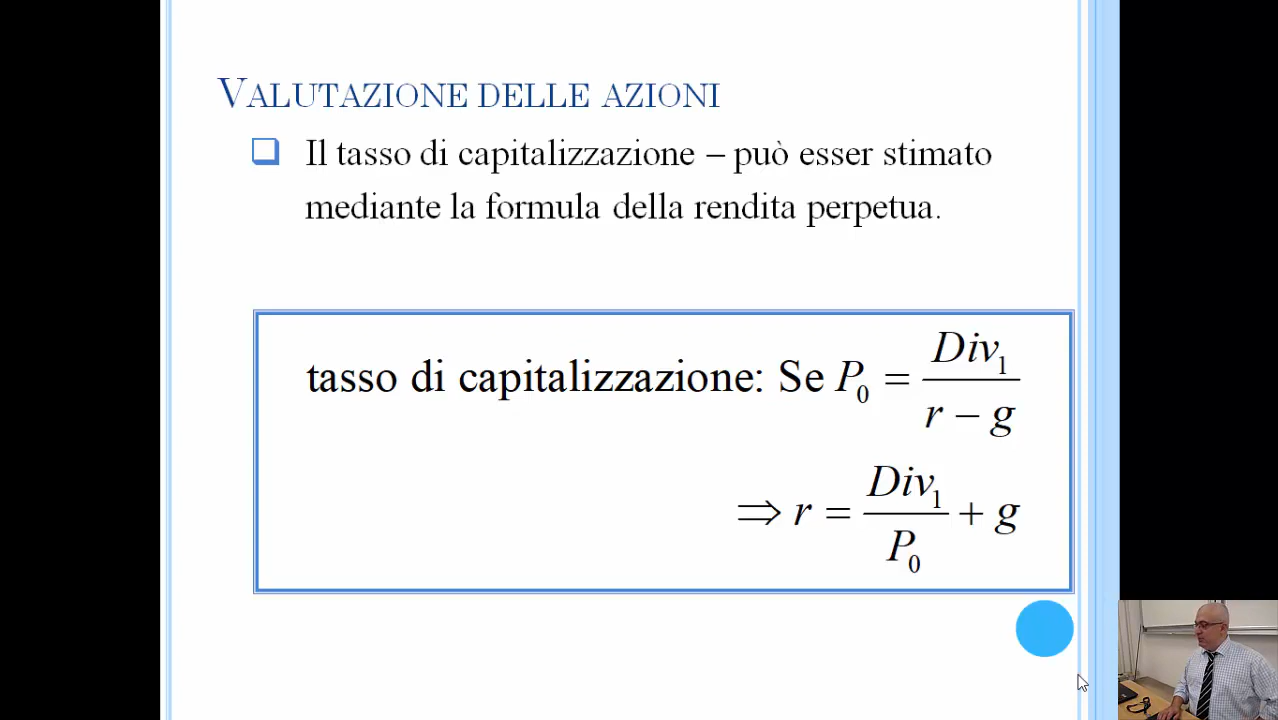 VALUTAZIONE DELLE AZIONI
Il tasso di capitalizzazione – può esser stimato
mediante la formula della rendita perpetua.
tasso di capitalizzazione: Se P₀ = Div₁ / (r − g)
⇒ r = Div₁ / P₀ + g